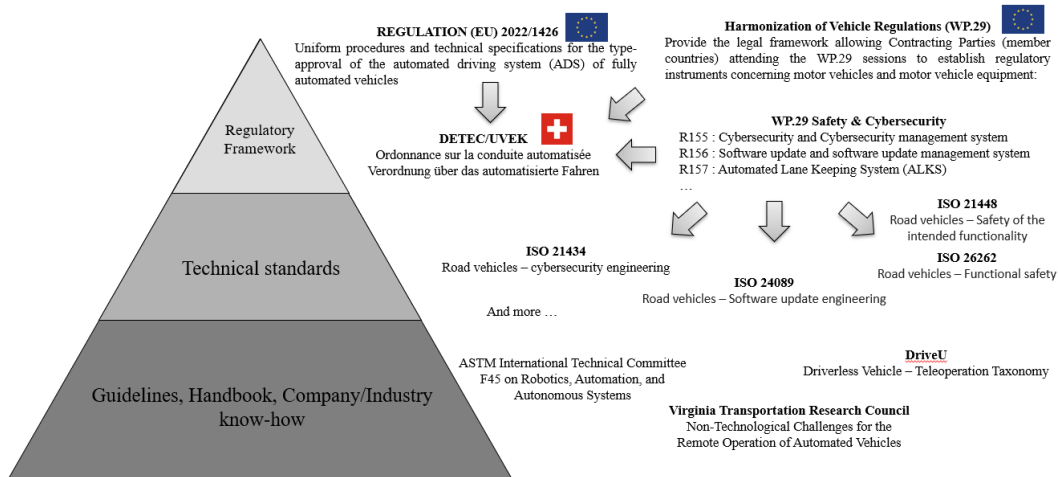 REGULATION (EU) 2022/1426
Uniform procedures and technical specifications for the type-
approval of the automated driving system (ADS) of fully
automated vehicles
Harmonization of Vehicle Regulations (WP.29)
Provide the legal framework allowing Contracting Parties (member
countries) attending the WP.29 sessions to establish regulatory
instruments concerning motor vehicles and motor vehicle equipment:
Regulatory
Framework
DETEC/UVEK
Ordonnance sur la conduite automatisée
Verordnung über das automatisierte Fahren
WP.29 Safety & Cybersecurity
R155 : Cybersecurity and Cybersecurity management system
R156 : Software update and software update management system
R157 : Automated Lane Keeping System (ALKS)
…
Technical standards
ISO 21434
Road vehicles – cybersecurity engineering
ISO 24089
Road vehicles – Software update engineering
ISO 21448
Road vehicles – Safety of the
intended functionality
ISO 26262
Road vehicles – Functional safety
And more …
Guidelines, Handbook, Company/Industry
know-how
ASTM International Technical Committee
F45 on Robotics, Automation, and
Autonomous Systems
DriveU
Driverless Vehicle – Teleoperation Taxonomy
Virginia Transportation Research Council
Non-Technological Challenges for the
Remote Operation of Automated Vehicles